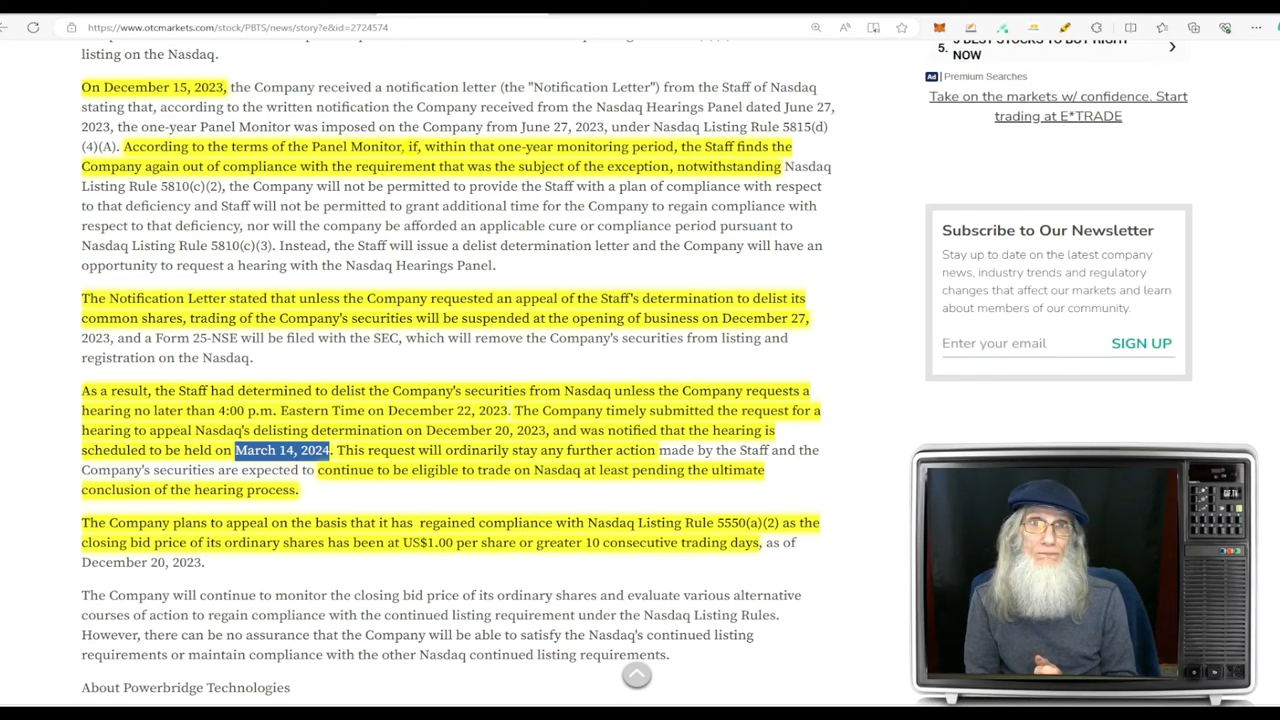 https://www.otcmarkets.com/stock/PBTS/news/story?e&id=2724574
listing on the Nasdaq.
On December 15, 2023, the Company received a notification letter (the "Notification Letter") from the Staff of Nasdaq
stating that, according to the written notification the Company received from the Nasdaq Hearings Panel dated June 27,
2023, the one-year Panel Monitor was imposed on the Company from June 27, 2023, under Nasdaq Listing Rule 5815(d)
(4)(A). According to the terms of the Panel Monitor, if, within that one-year monitoring period, the Staff finds the
Company again out of compliance with the requirement that was the subject of the exception, notwithstanding Nasdaq
Listing Rule 5810(c)(2), the Company will not be permitted to provide the Staff with a plan of compliance with respect
to that deficiency and Staff will not be permitted to grant additional time for the Company to regain compliance with
respect to that deficiency, nor will the company be afforded an applicable cure or compliance period pursuant to
Nasdaq Listing Rule 5810(c)(3). Instead, the Staff will issue a delist determination letter and the Company will have an
opportunity to request a hearing with the Nasdaq Hearings Panel.
The Notification Letter stated that unless the Company requested an appeal of the Staff's determination to delist its
common shares, trading of the Company's securities will be suspended at the opening of business on December 27,
2023, and a Form 25-NSE will be filed with the SEC, which will remove the Company's securities from listing and
registration on the Nasdaq.
As a result, the Staff had determined to delist the Company's securities from Nasdaq unless the Company requests a
hearing no later than 4:00 p.m. Eastern Time on December 22, 2023. The Company timely submitted the request for a
hearing to appeal Nasdaq's delisting determination on December 20, 2023, and was notified that the hearing is
scheduled to be held on March 14, 2024. This request will ordinarily stay any further action made by the Staff and the
Company's securities are expected to continue to be eligible to trade on Nasdaq at least pending the ultimate
conclusion of the hearing process.
The Company plans to appeal on the basis that it has regained compliance with Nasdaq Listing Rule 5550(a)(2) as the
closing bid price of its ordinary shares has been at US$1.00 per share or greater 10 consecutive trading days, as of
December 20, 2023.
The Company will continue to monitor the closing bid price of its ordinary shares and evaluate various alternative
courses of action to regain compliance with the continued listing requirement under the Nasdaq Listing Rules.
However, there can be no assurance that the Company will be able to satisfy the Nasdaq's continued listing
requirements or maintain compliance with the other Nasdaq listing requirements.
About Powerbridge Technologies
5. 5 BEST STOCKS TO BUY RIGHT
NOW
Ad | Premium Searches
Take on the markets w/ confidence. Start
trading at E*TRADE
Subscribe to Our Newsletter
Stay up to date on the latest company
news, industry trends and regulatory
changes that affect our markets and learn
about members of our community.
Enter your email SIGN UP
GIF.TV